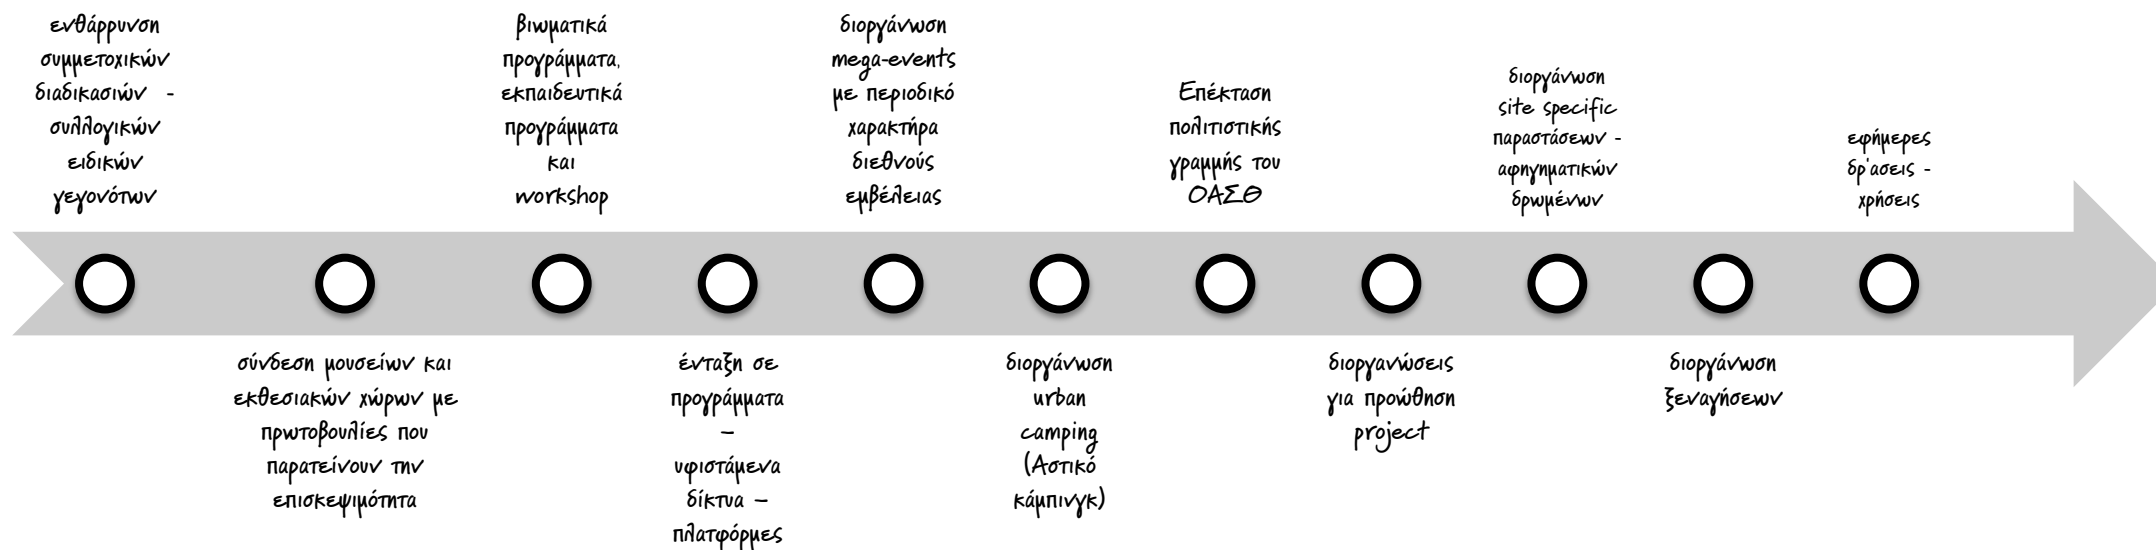 ενθάρρυνση
συμμετοχικών
διαδικασιών -
συλλογικών
ειδικών
γεγονότων
σύνδεση μουσείων και
εκθεσιακών χώρων με
πρωτοβουλίες που
παρατείνουν την
επισκεψιμότητα
βιωματικά
προγράμματα,
εκπαιδευτικά
προγράμματα
και
workshop
ένταξη σε
προγράμματα
–
υφιστάμενα
δίκτυα –
πλατφόρμες
διοργάνωση
mega-events
με περιοδικό
χαρακτήρα
διεθνούς
εμβέλειας
διοργάνωση
urban
camping
(Αστικό
κάμπινγκ)
Επέκταση
πολιτιστικής
γραμμής του
ΟΑΣΘ
διοργανώσεις
για προώθηση
project
διοργάνωση
site specific
παραστάσεων -
αφηγηματικών
δρωμένων
διοργάνωση
ξεναγήσεων
εφήμερες
δρ'ασεις -
χρήσεις